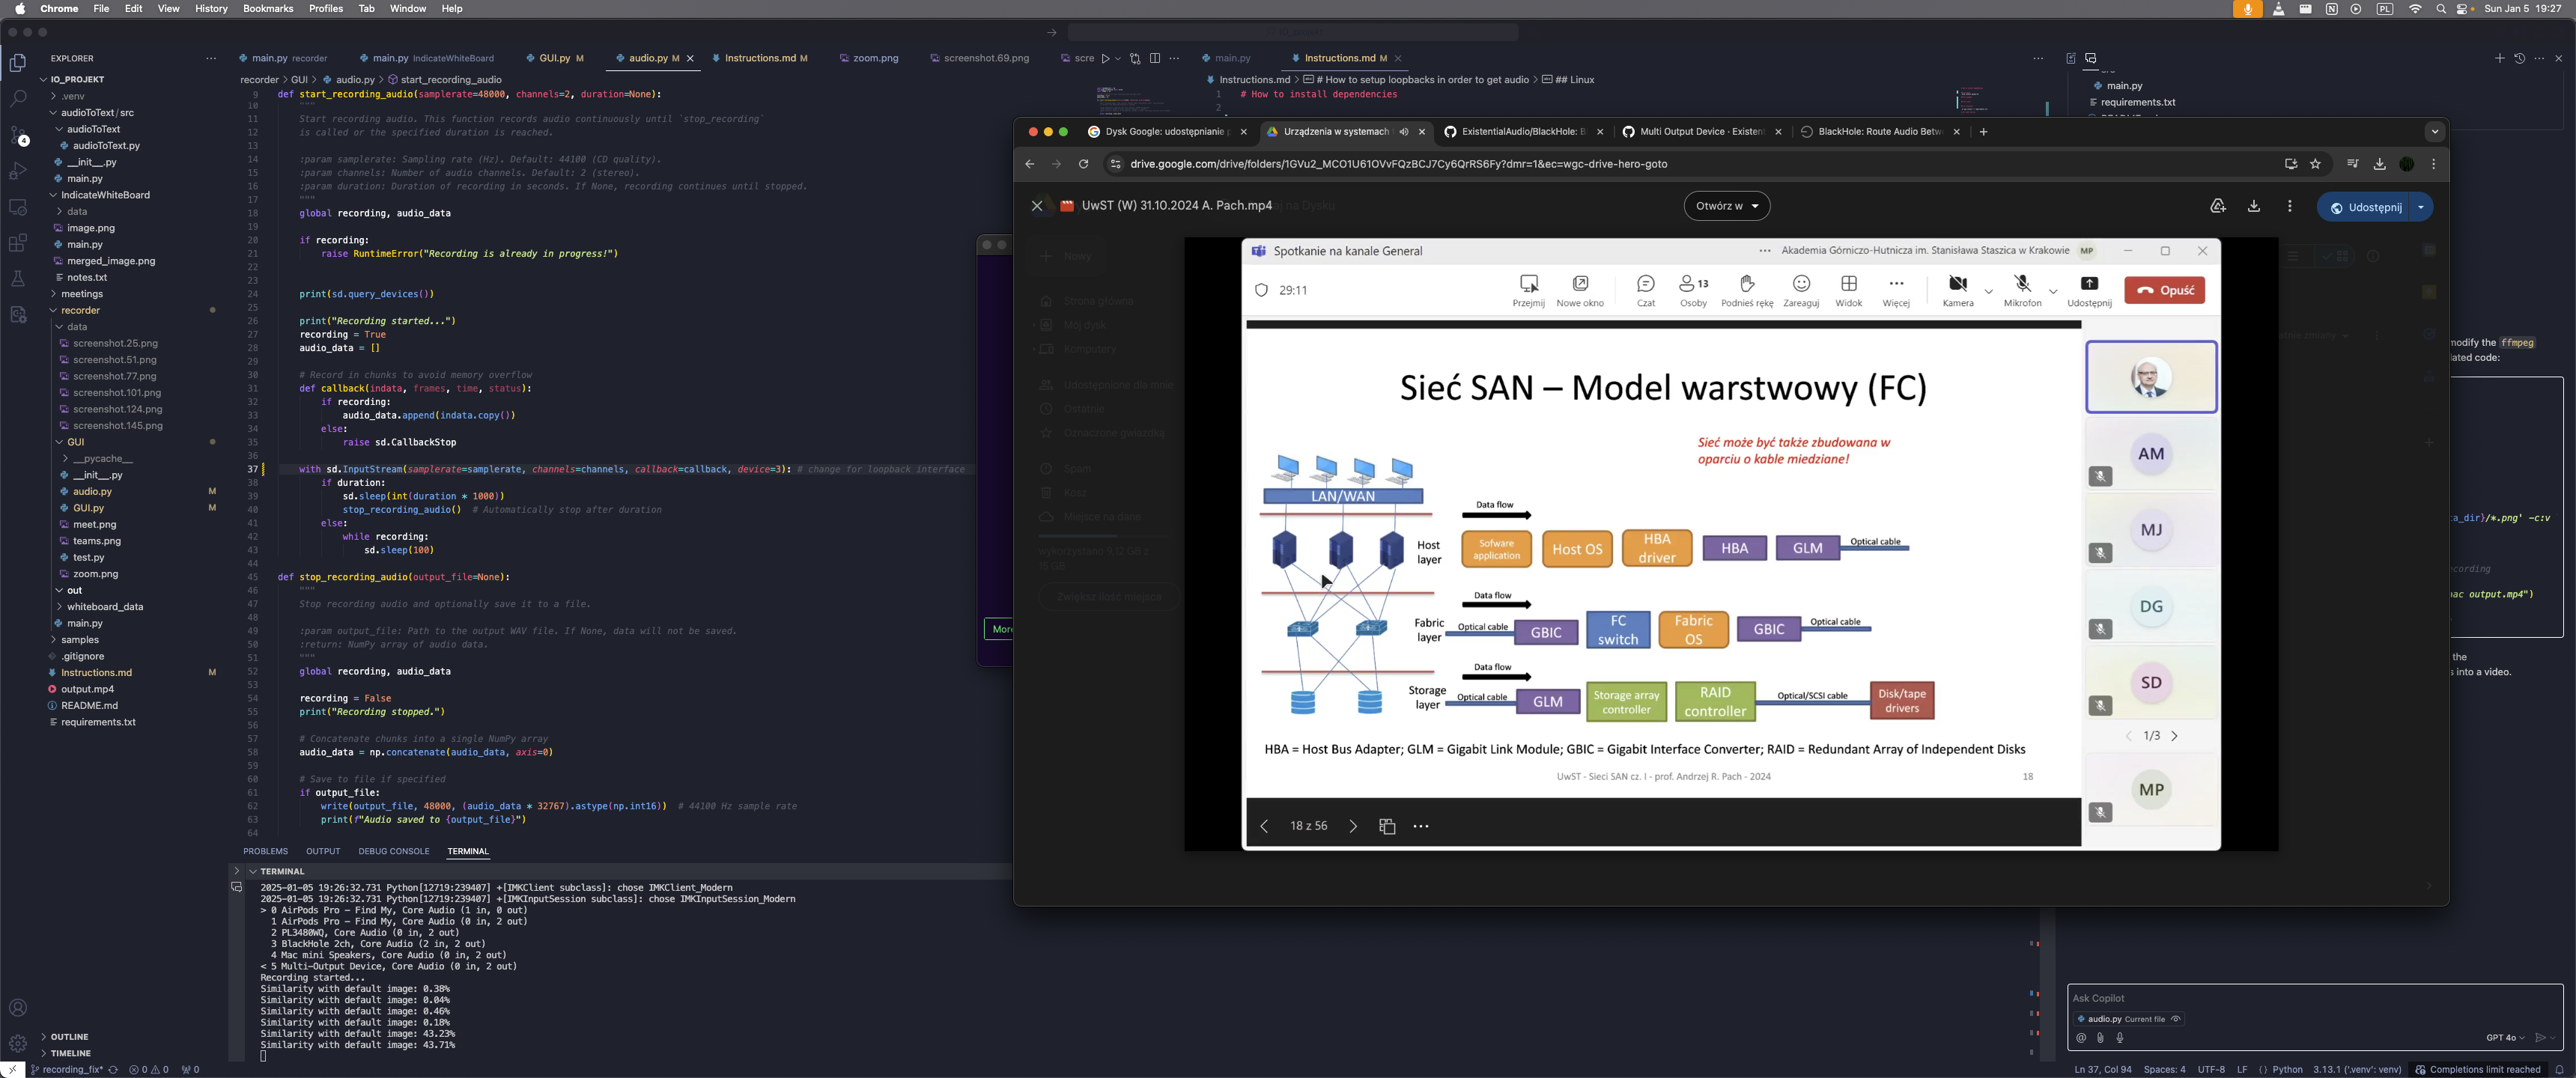 Chrome File Edit View History Bookmarks Profiles Tab Window Help
PL Sun Jan 5 19:27
EXPLORER
IO_PROJEKT
.venv
audioToText/src
audioToText
audioToText.py
__init__.py
main.py
IndicateWhiteBoard
data
image.png
main.py
merged_image.png
notes.txt
meetings
recorder
data
screenshot.25.png
screenshot.51.png
screenshot.77.png
screenshot.101.png
screenshot.124.png
screenshot.145.png
GUI
__pycache__
__init__.py
audio.py M
GUI.py M
meet.png
teams.png
test.py
zoom.png
out
whiteboard_data
main.py
samples
.gitignore
Instructions.md M
output.mp4
README.md
requirements.txt
OUTLINE
TIMELINE
4
main.py recorder
main.py IndicateWhiteBoard
GUI.py M
audio.py M
Instructions.md M
zoom.png
screenshot.69.png
scre
recorder > GUI > audio.py > start_recording_audio
9 def start_recording_audio(samplerate=48000, channels=2, duration=None):
10 """
11 Start recording audio. This function records audio continuously until `stop_recording`
12 is called or the specified duration is reached.
13
14 :param samplerate: Sampling rate (Hz). Default: 44100 (CD quality).
15 :param channels: Number of audio channels. Default: 2 (stereo).
16 :param duration: Duration of recording in seconds. If None, recording continues until stopped.
17 """
18 global recording, audio_data
19
20 if recording:
21 raise RuntimeError("Recording is already in progress!")
22
23
24 print(sd.query_devices())
25
26 print("Recording started...")
27 recording = True
28 audio_data = []
29
30 # Record in chunks to avoid memory overflow
31 def callback(indata, frames, time, status):
32 if recording:
33 audio_data.append(indata.copy())
34 else:
35 raise sd.CallbackStop
36
37 with sd.InputStream(samplerate=samplerate, channels=channels, callback=callback, device=3): # change for loopback interface
38 if duration:
39 sd.sleep(int(duration * 1000))
40 stop_recording_audio() # Automatically stop after duration
41 else:
42 while recording:
43 sd.sleep(100)
44
45 def stop_recording_audio(output_file=None):
46 """
47 Stop recording audio and optionally save it to a file.
48
49 :param output_file: Path to the output WAV file. If None, data will not be saved.
50 :return: NumPy array of audio data.
51 """
52 global recording, audio_data
53
54 recording = False
55 print("Recording stopped.")
56
57 # Concatenate chunks into a single NumPy array
58 audio_data = np.concatenate(audio_data, axis=0)
59
60 # Save to file if specified
61 if output_file:
62 write(output_file, 48000, (audio_data * 32767).astype(np.int16)) # 44100 Hz sample rate
63 print(f"Audio saved to {output_file}")
64
PROBLEMS OUTPUT DEBUG CONSOLE TERMINAL
TERMINAL
2025-01-05 19:26:32.731 Python[12719:239407] +[IMKClient subclass]: chose IMKClient_Modern
2025-01-05 19:26:32.731 Python[12719:239407] +[IMKInputSession subclass]: chose IMKInputSession_Modern
> 0 AirPods Pro – Find My, Core Audio (1 in, 0 out)
1 AirPods Pro – Find My, Core Audio (0 in, 2 out)
2 PL3480WQ, Core Audio (0 in, 2 out)
3 BlackHole 2ch, Core Audio (2 in, 2 out)
4 Mac mini Speakers, Core Audio (0 in, 2 out)
< 5 Multi-Output Device, Core Audio (0 in, 2 out)
Recording started...
Similarity with default image: 0.38%
Similarity with default image: 0.04%
Similarity with default image: 0.46%
Similarity with default image: 0.18%
Similarity with default image: 43.23%
Similarity with default image: 43.71%
main.py
Instructions.md M
Instructions.md > # How to setup loopbacks in order to get audio > ## Linux
1 # How to install dependencies
2
main.py
requirements.txt
modify the ffmpeg
ated code:
ta_dir}/*.png' -c:v
recording
aac output.mp4")
the
s into a video.
More
Dysk Google: udostępnianie
Urządzenia w systemach
ExistentialAudio/BlackHole: B
Multi Output Device · Existen
BlackHole: Route Audio Betw
drive.google.com/drive/folders/1GVu2_MCO1U61OVvFQzBCJ7Cy6QrRS6Fy?dmr=1&ec=wgc-drive-hero-goto
UwST (W) 31.10.2024 A. Pach.mp4
Otwórz w
Udostępnij
Nowy
Strona główna
Mój dysk
Komputery
Udostępnione dla mnie
Ostatnie
Oznaczone gwiazdką
Spam
Kosz
Miejsce na dane
15 GB
Zwiększ ilość miejsca
Spotkanie na kanale General
Akademia Górniczo-Hutnicza im. Stanisława Staszica w Krakowie MP
29:11
Przejmij
Nowe okno
Czat
13
Osoby
Podnieś rękę
Zareaguj
Widok
Więcej
Kamera
Mikrofon
Udostępnij
Opuść
Sieć SAN – Model warstwowy (FC)
Sieć może być także zbudowana w
oparciu o kable miedziane!
LAN/WAN
Data flow
Host
layer
Sofware
application
Host OS
HBA
driver
HBA
GLM
Optical cable
Data flow
Fabric
layer
Optical cable
GBIC
FC
switch
Fabric
OS
GBIC
Optical cable
Data flow
Storage
layer
Optical cable
GLM
Storage array
controller
RAID
controller
Optical/SCSI cable
Disk/tape
drivers
HBA = Host Bus Adapter; GLM = Gigabit Link Module; GBIC = Gigabit Interface Converter; RAID = Redundant Array of Independent Disks
UwST - Sieci SAN cz. I - prof. Andrzej R. Pach - 2024
18
18 z 56
AM
MJ
DG
SD
1/3
MP
Ask Copilot
audio.py Current file
GPT 4o
recording_fix* 0 0 0
Ln 37, Col 94 Spaces: 4 UTF-8 LF Python 3.13.1 ('.venv': venv) Completions limit reached